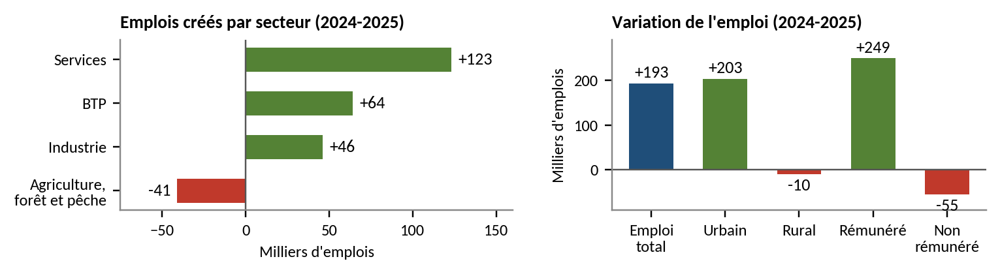 Emplois créés par secteur (2024-2025)
Services
BTP
Industrie
Agriculture,
forêt et pêche
+123
+64
+46
-41
−50
0
50
100
150
Milliers d'emplois
Variation de l'emploi (2024-2025)
Milliers d'emplois
200
100
0
+193
+203
-10
+249
-55
Emploi
total
Urbain
Rural
Rémunéré
Non
rémunéré